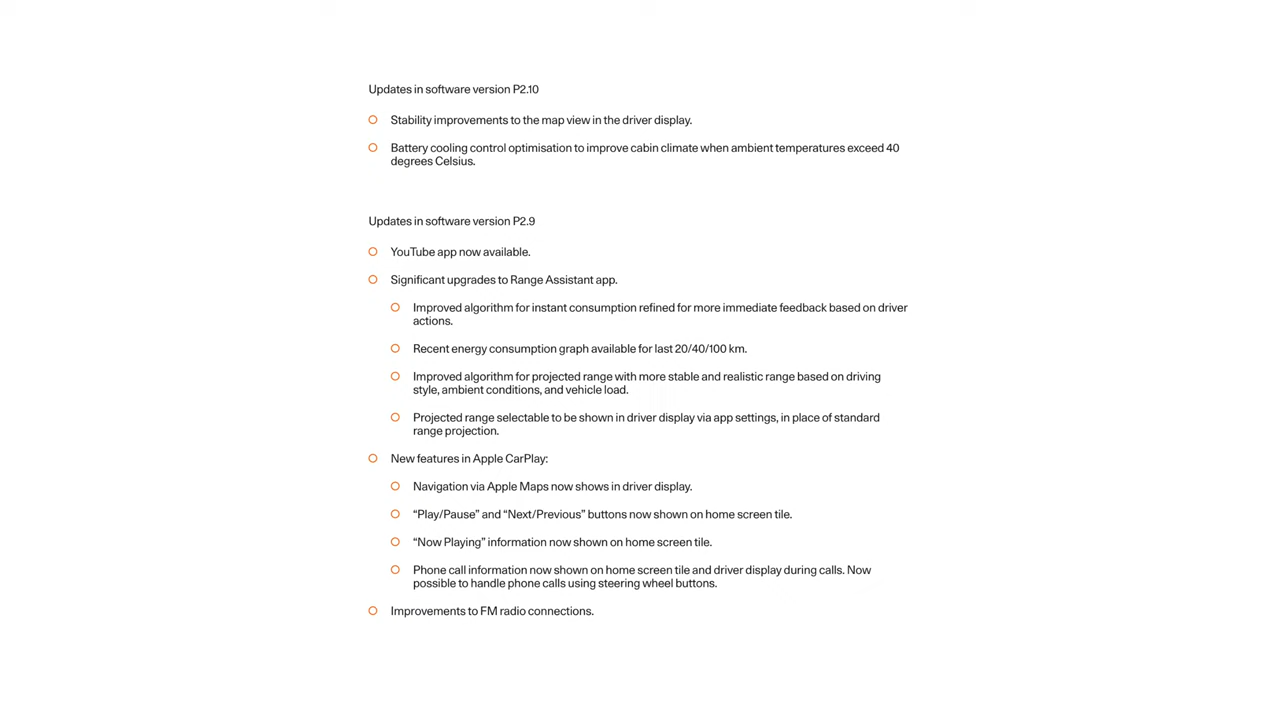 Updates in software version P2.10
Stability improvements to the map view in the driver display.
Battery cooling control optimisation to improve cabin climate when ambient temperatures exceed 40
degrees Celsius.
Updates in software version P2.9
YouTube app now available.
Significant upgrades to Range Assistant app.
Improved algorithm for instant consumption refined for more immediate feedback based on driver
actions.
Recent energy consumption graph available for last 20/40/100 km.
Improved algorithm for projected range with more stable and realistic range based on driving
style, ambient conditions, and vehicle load.
Projected range selectable to be shown in driver display via app settings, in place of standard
range projection.
New features in Apple CarPlay:
Navigation via Apple Maps now shows in driver display.
“Play/Pause” and “Next/Previous” buttons now shown on home screen tile.
“Now Playing” information now shown on home screen tile.
Phone call information now shown on home screen tile and driver display during calls. Now
possible to handle phone calls using steering wheel buttons.
Improvements to FM radio connections.